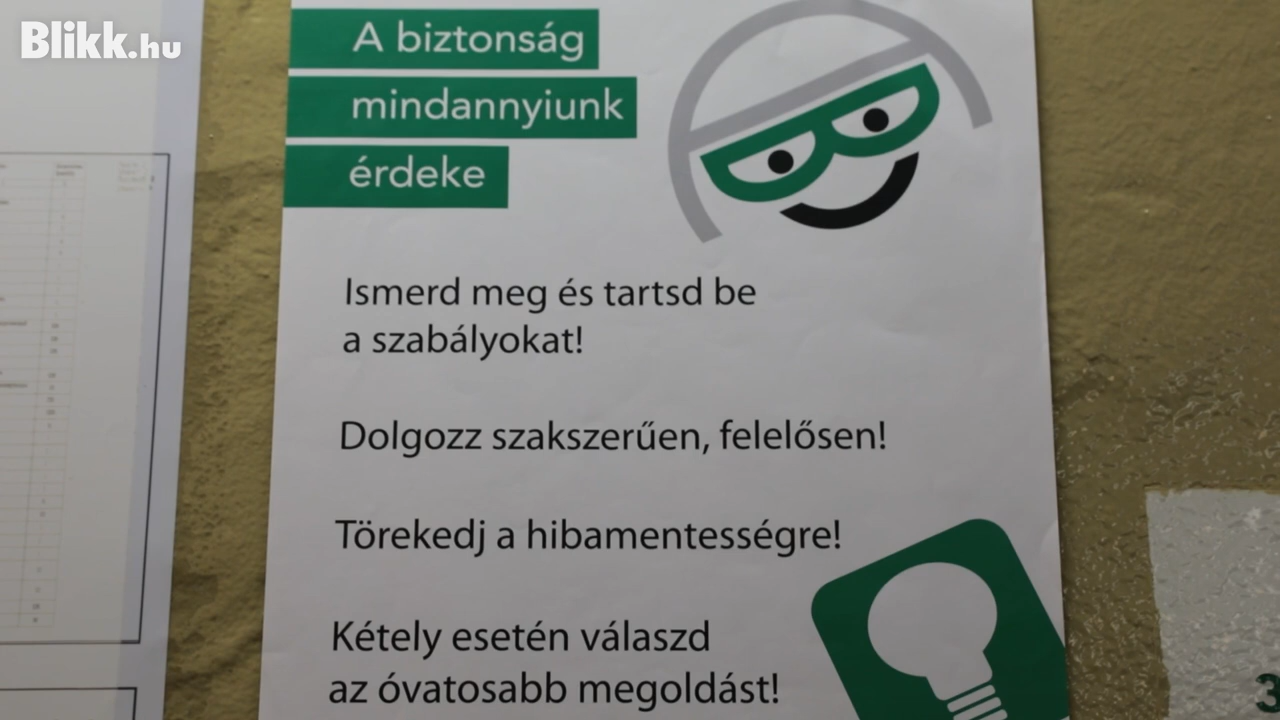 Blikk.hu
A biztonság
mindannyiunk
érdeke
Ismerd meg és tartsd be
a szabályokat!
Dolgozz szakszerűen, felelősen!
Törekedj a hibamentességre!
Kétely esetén válaszd
az óvatosabb megoldást!
3